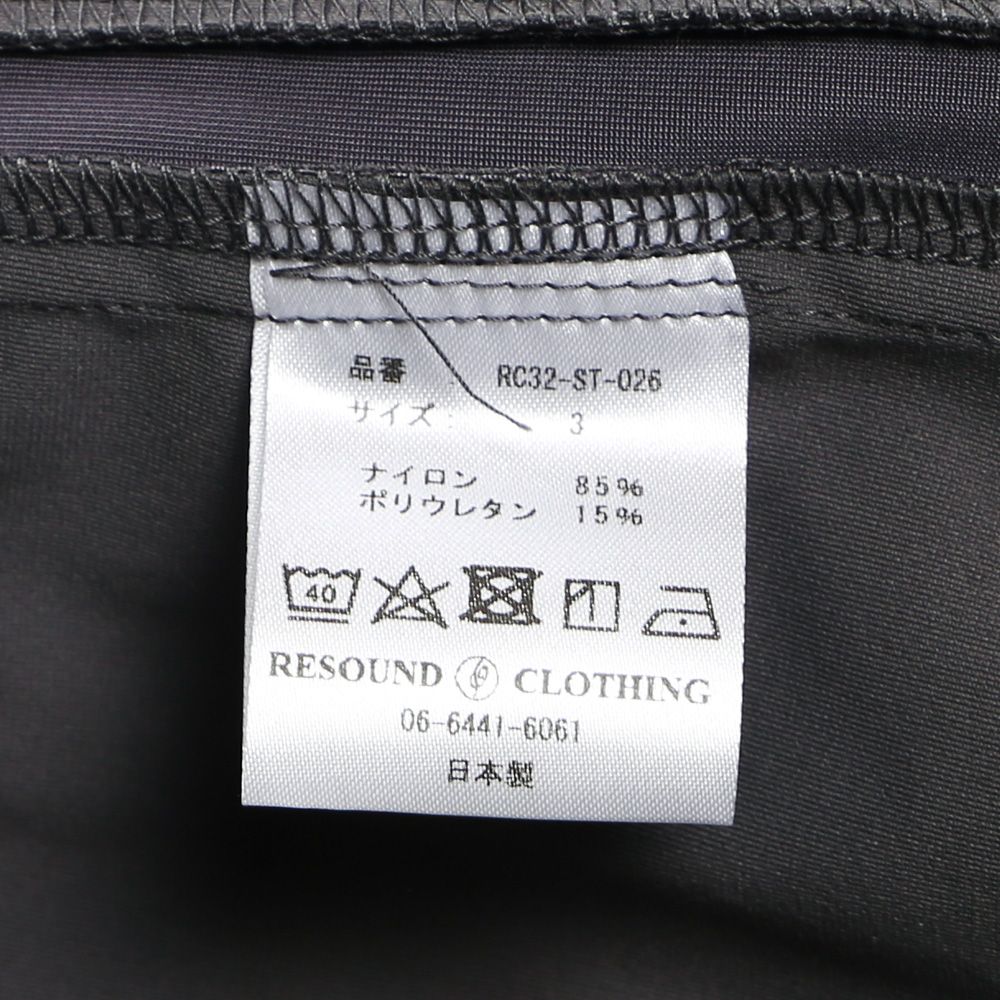 品番 : RC32-ST-026
サイズ : 3
ナイロン 85%
ポリウレタン 15%
40
RESOUND CLOTHING
06-6441-6061
日本製